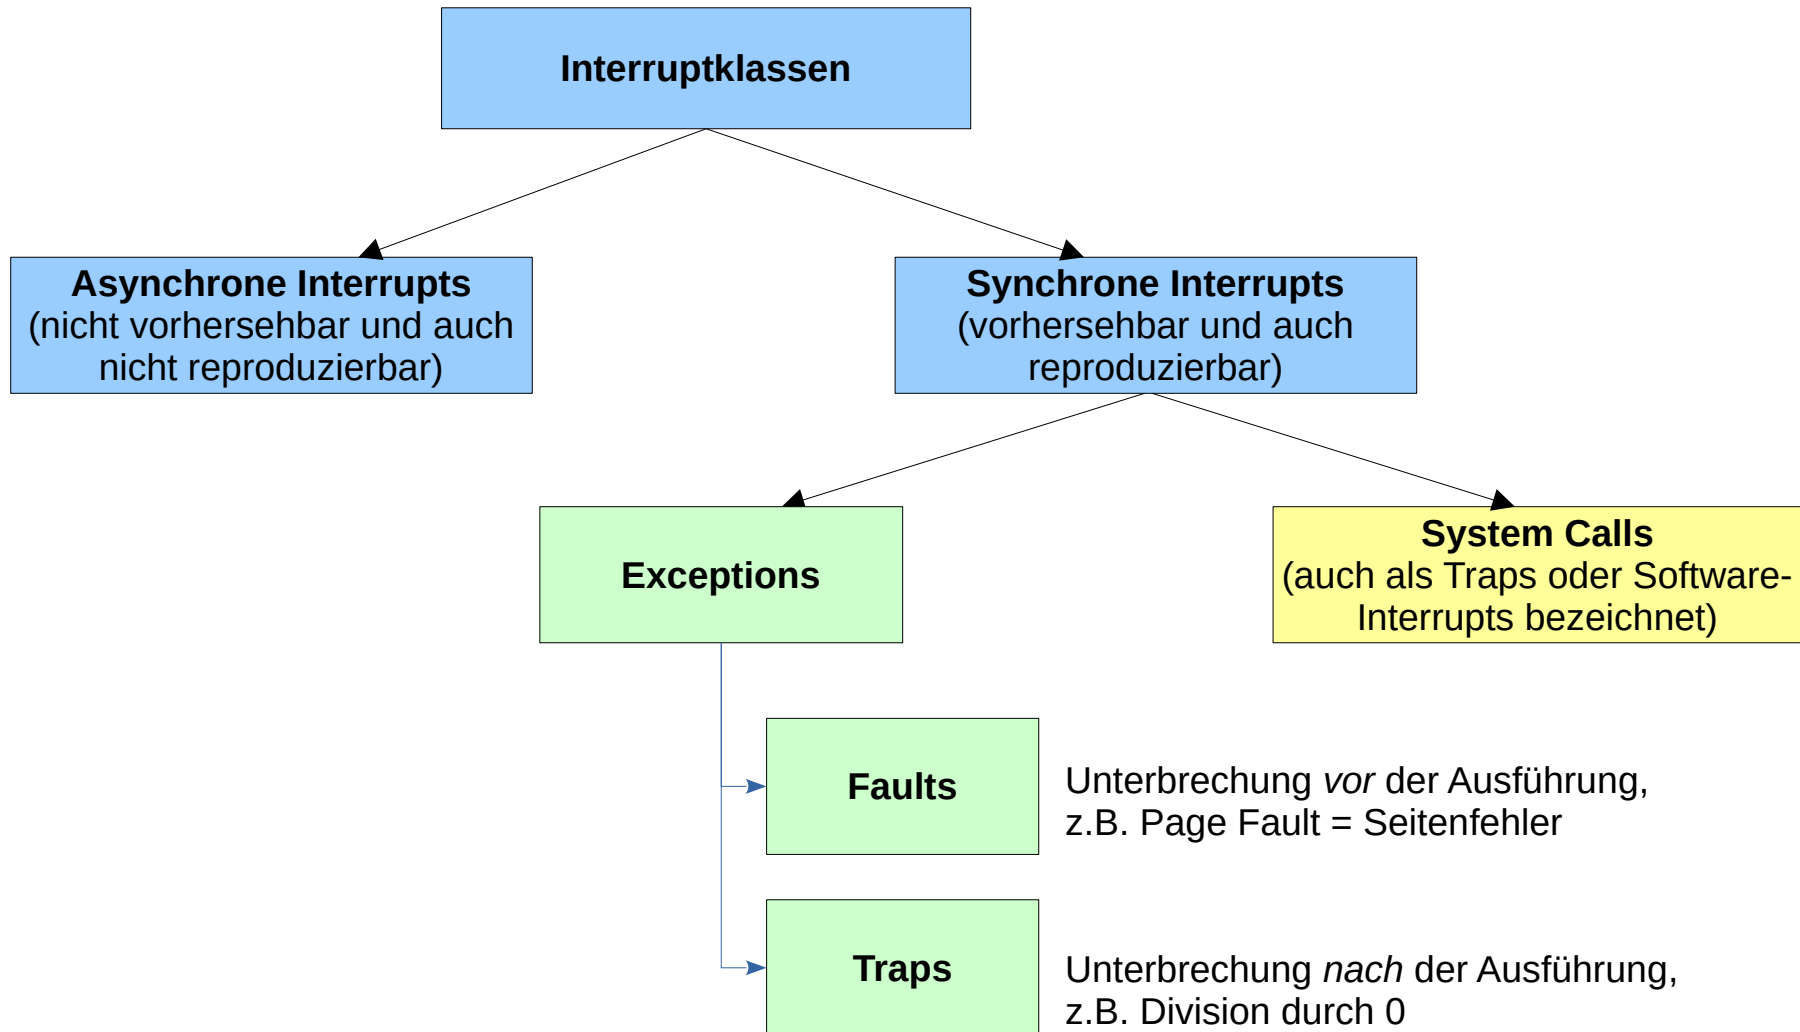 Interruptklassen
Asynchrone Interrupts
(nicht vorhersehbar und auch
nicht reproduzierbar)
Synchrone Interrupts
(vorhersehbar und auch
reproduzierbar)
Exceptions
System Calls
(auch als Traps oder Software-
Interrupts bezeichnet)
Faults
Unterbrechung vor der Ausführung,
z.B. Page Fault = Seitenfehler
Traps
Unterbrechung nach der Ausführung,
z.B. Division durch 0